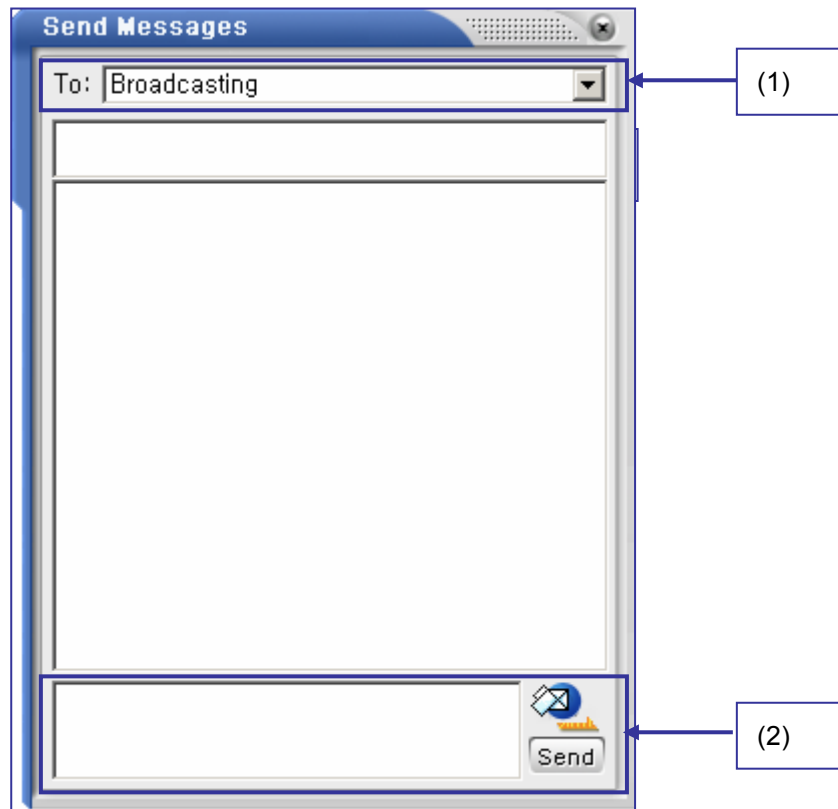 Send Messages
To: Broadcasting
(1)
Send
(2)